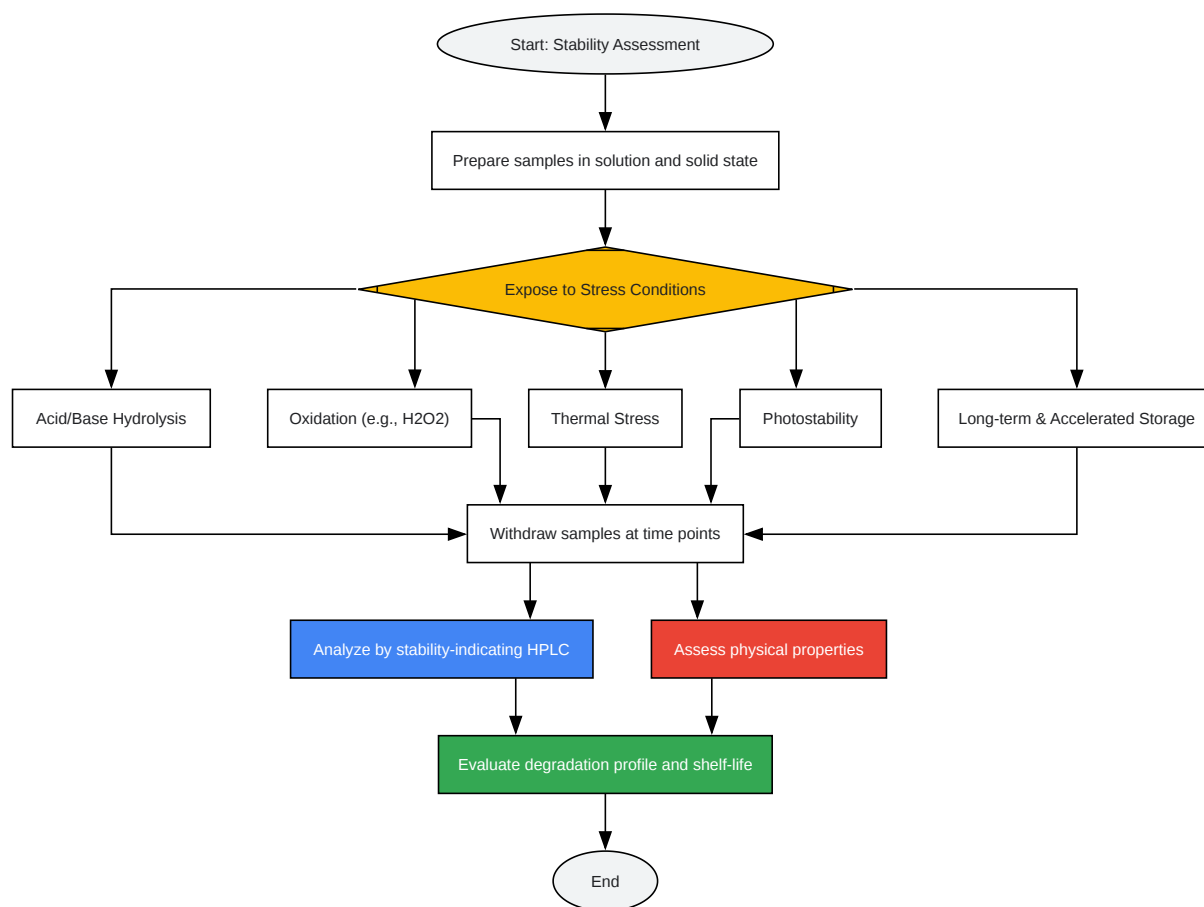 Start: Stability Assessment
Prepare samples in solution and solid state
Expose to Stress Conditions
Acid/Base Hydrolysis
Oxidation (e.g., H2O2)
Thermal Stress
Photostability
Long-term & Accelerated Storage
Withdraw samples at time points
Analyze by stability-indicating HPLC
Assess physical properties
Evaluate degradation profile and shelf-life
End